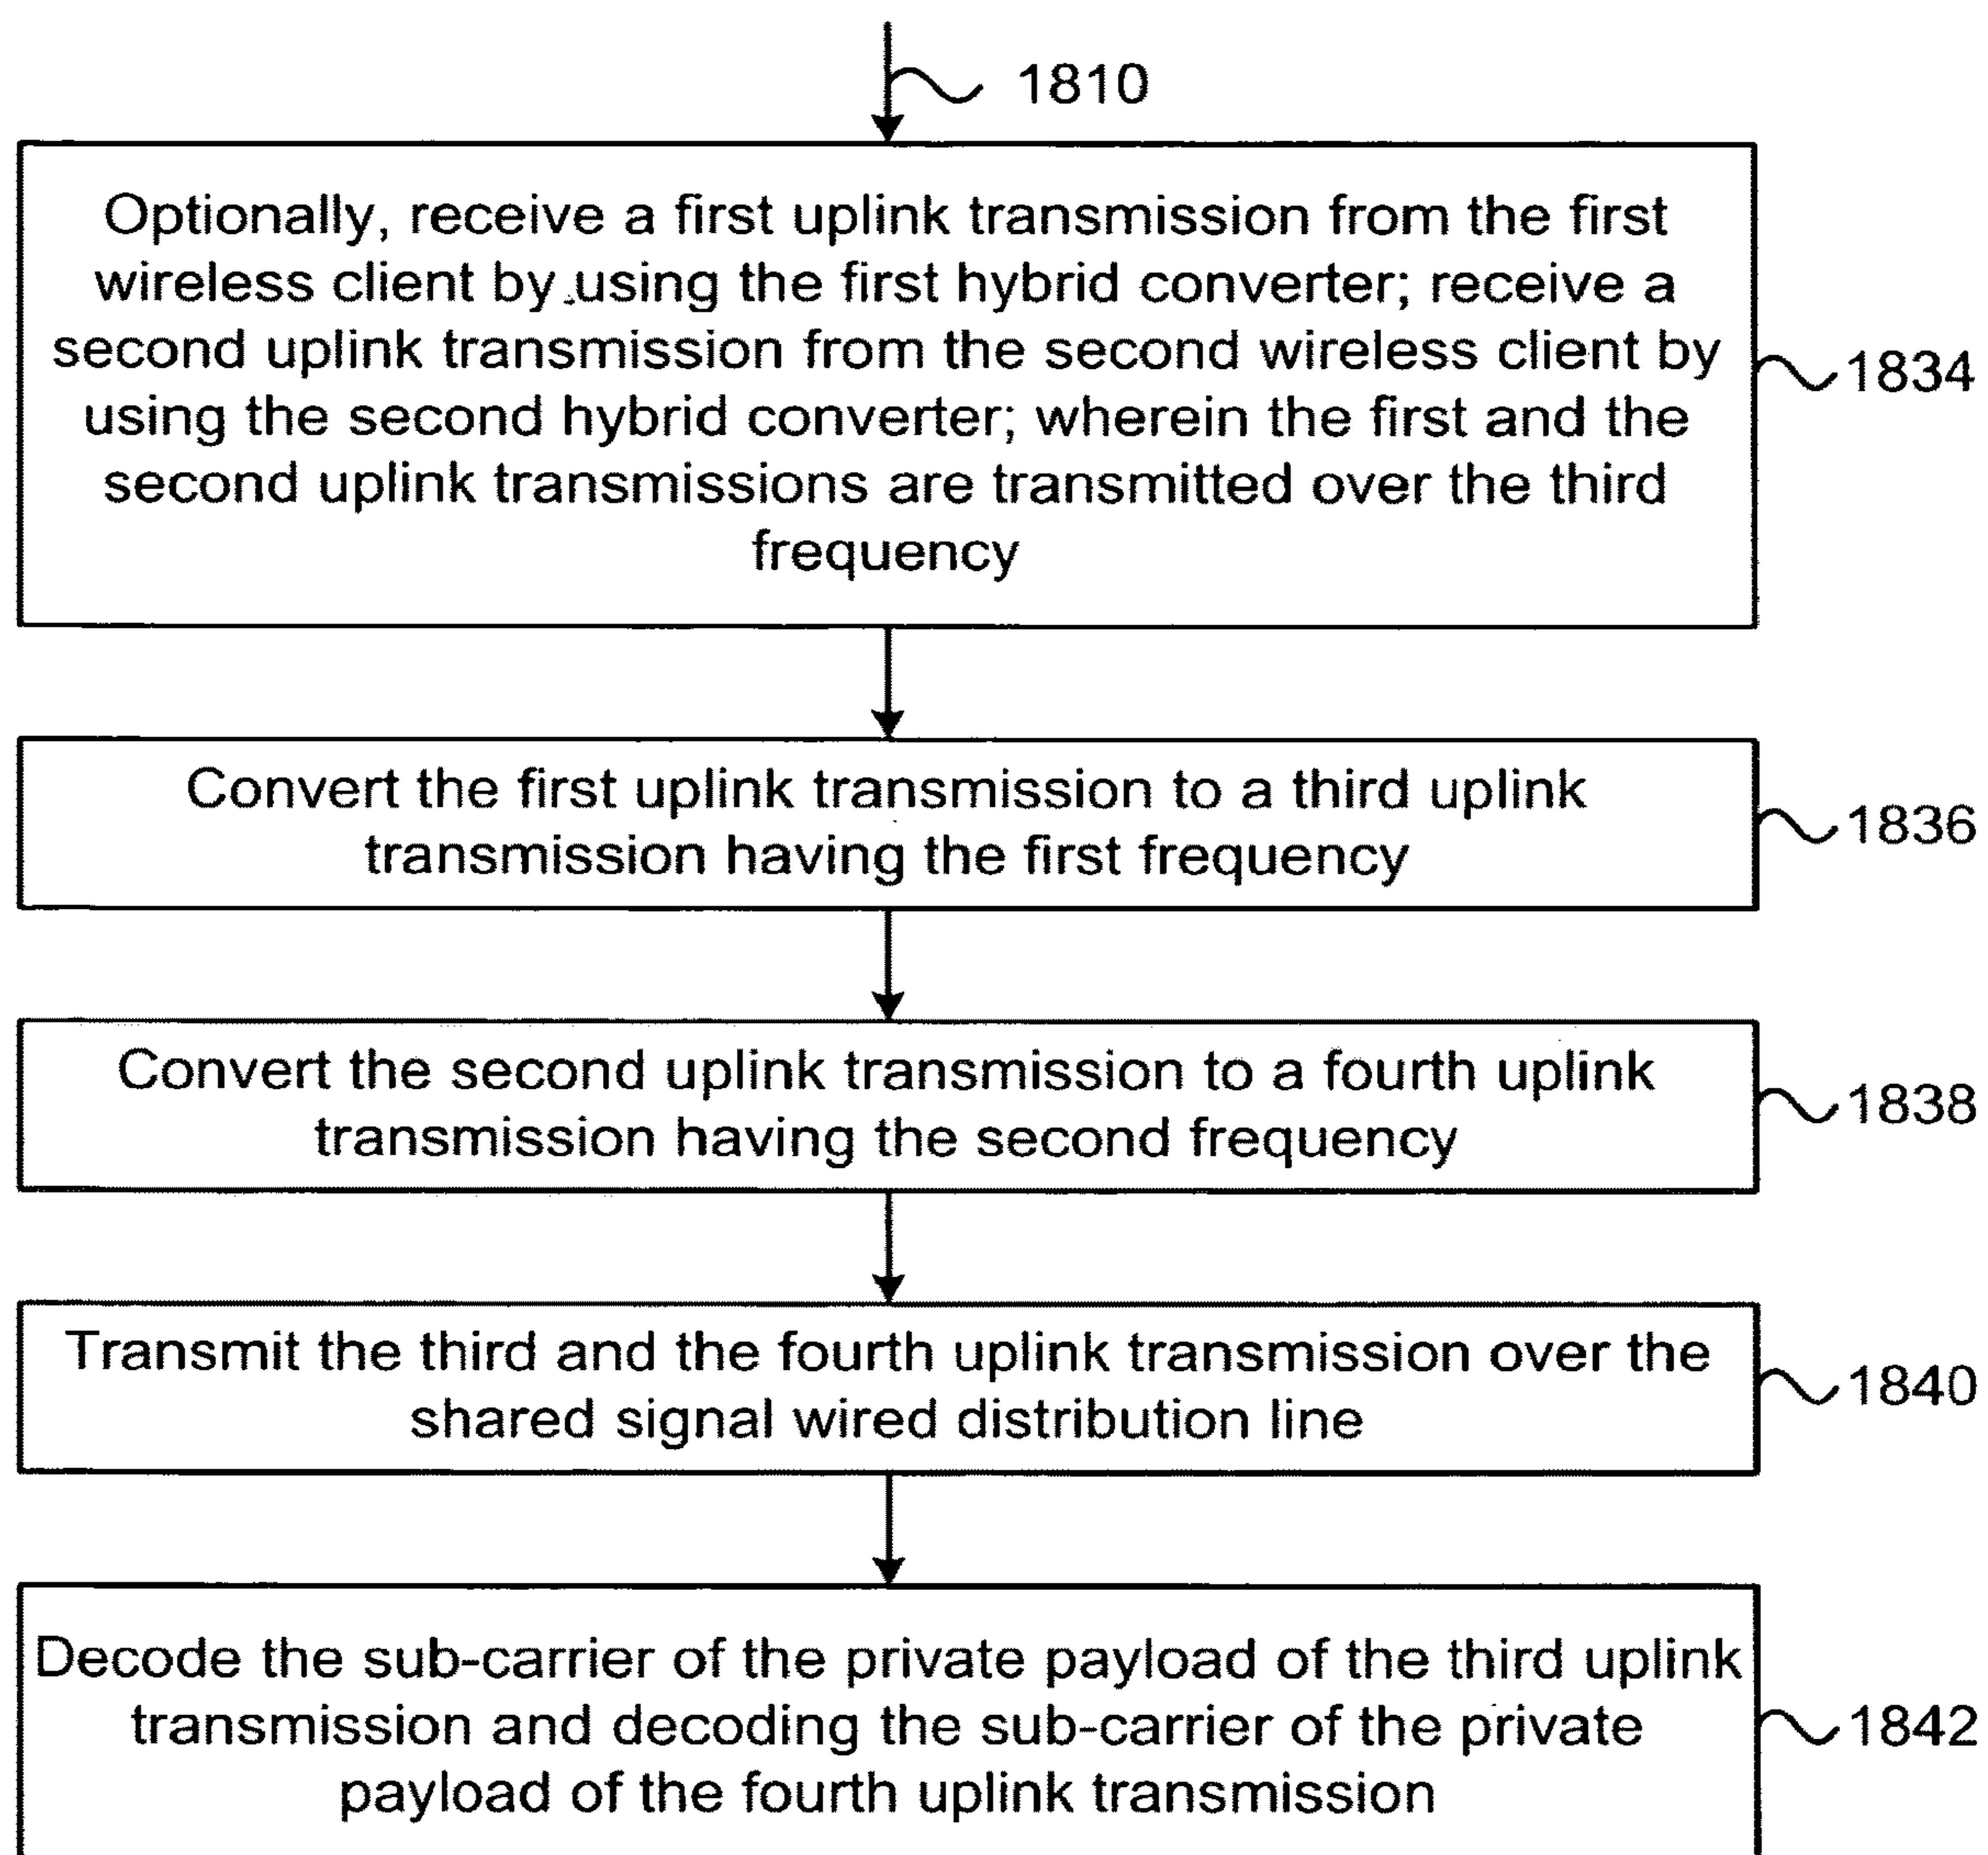 1810
Optionally, receive a first uplink transmission from the first
wireless client by using the first hybrid converter; receive a
second uplink transmission from the second wireless client by
using the second hybrid converter; wherein the first and the
second uplink transmissions are transmitted over the third
frequency
1834
Convert the first uplink transmission to a third uplink
transmission having the first frequency
1836
Convert the second uplink transmission to a fourth uplink
transmission having the second frequency
1838
Transmit the third and the fourth uplink transmission over the
shared signal wired distribution line
1840
Decode the sub-carrier of the private payload of the third uplink
transmission and decoding the sub-carrier of the private
payload of the fourth uplink transmission
1842